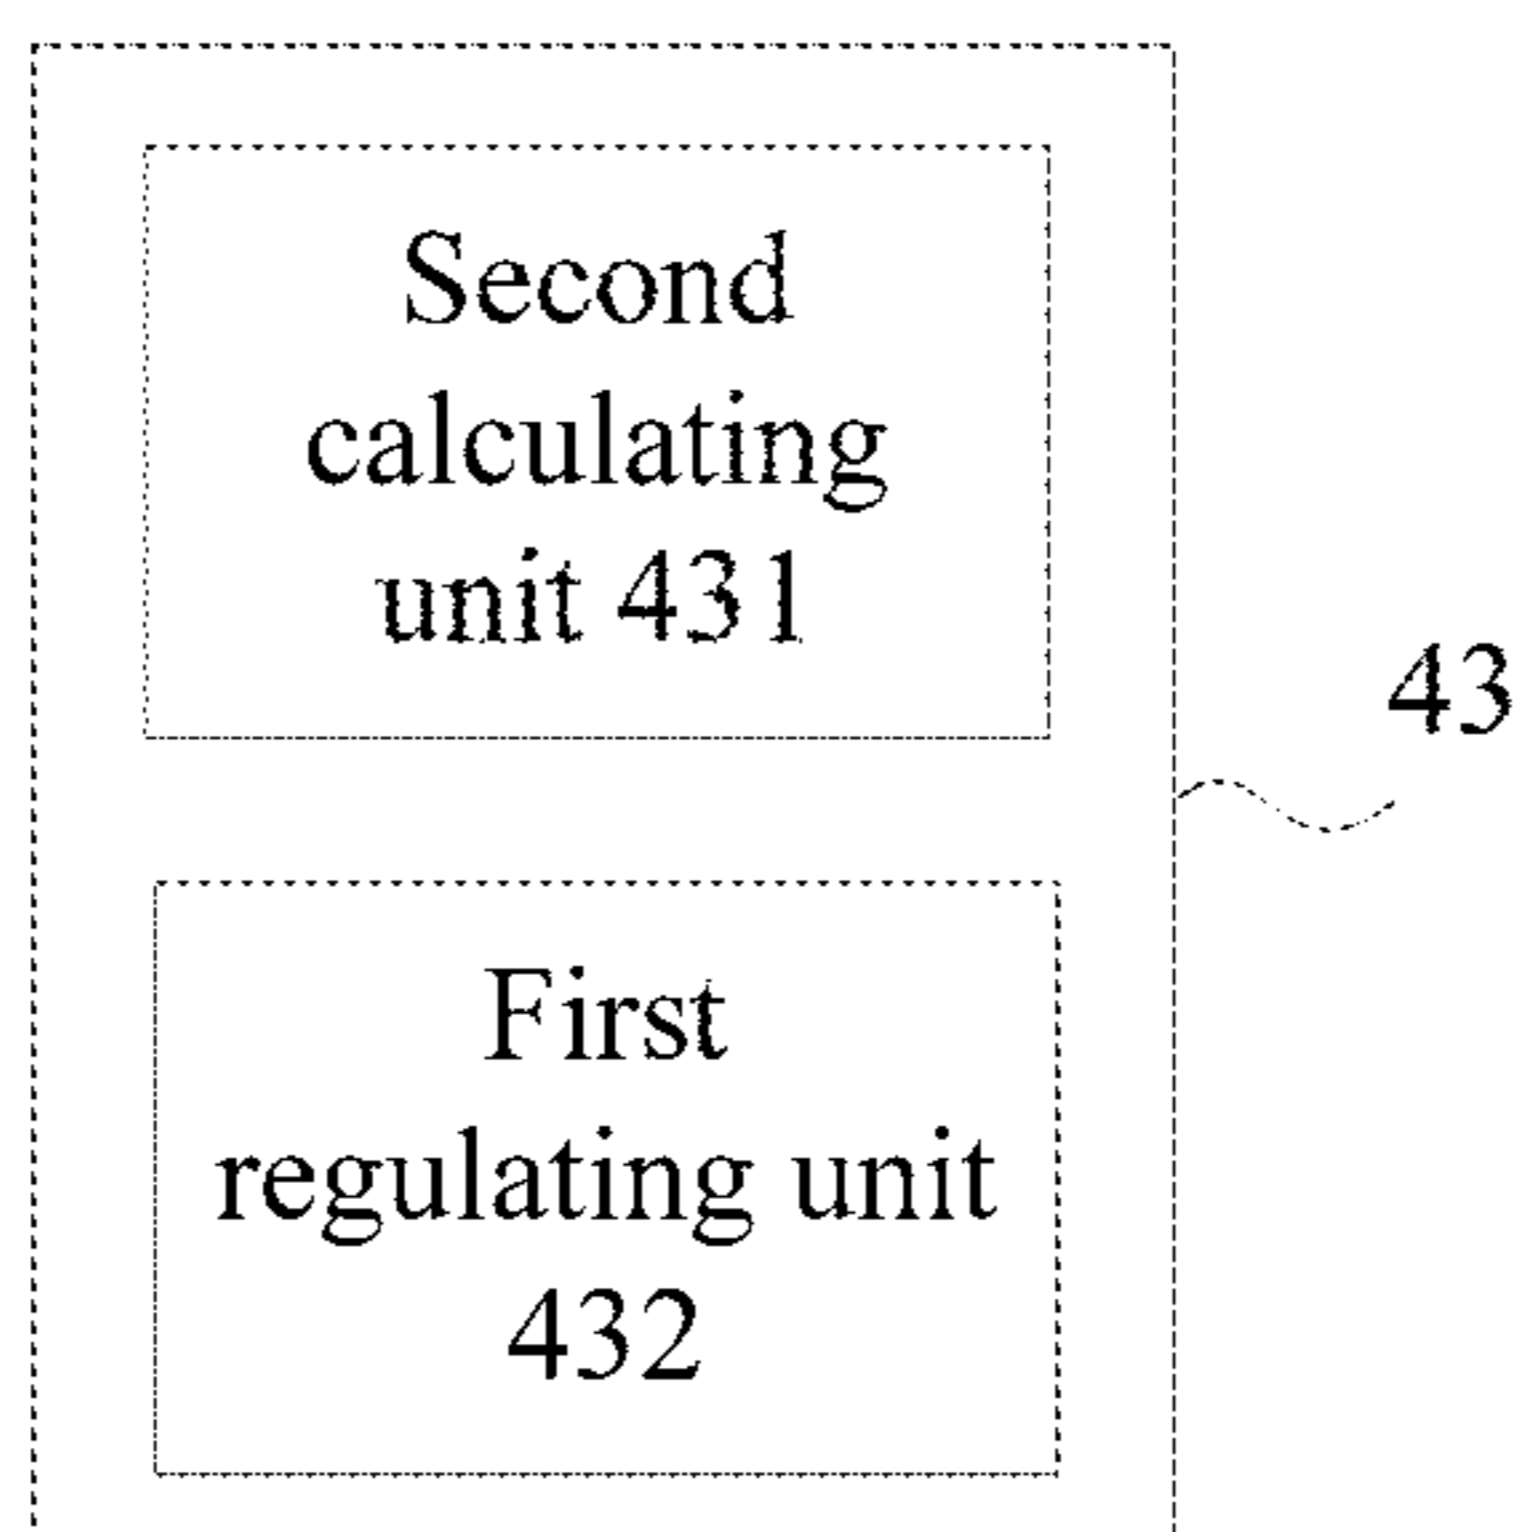 Second
calculating
unit 431
43
First
regulating unit
432